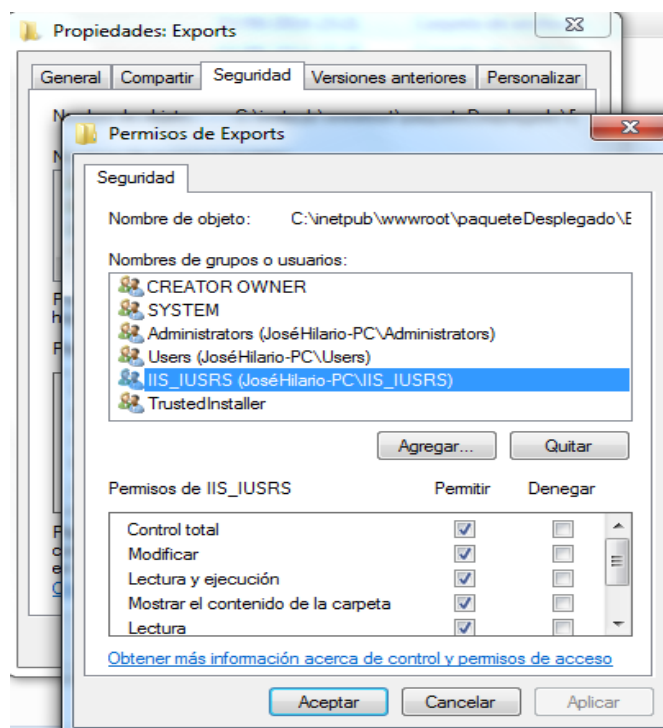 Propiedades: Exports
General Compartir Seguridad Versiones anteriores Personalizar
Permisos de Exports
Seguridad
Nombre de objeto: C:\inetpub\wwwroot\paqueteDesplegado\E
Nombres de grupos o usuarios:
CREATOR OWNER
SYSTEM
Administrators (JoséHilario-PC\Administrators)
Users (JoséHilario-PC\Users)
IIS_IUSRS (JoséHilario-PC\IIS_IUSRS)
TrustedInstaller
Agregar... Quitar
Permisos de IIS_IUSRS Permitir Denegar
Control total
Modificar
Lectura y ejecución
Mostrar el contenido de la carpeta
Lectura
Obtener más información acerca de control y permisos de acceso
Aceptar Cancelar Aplicar